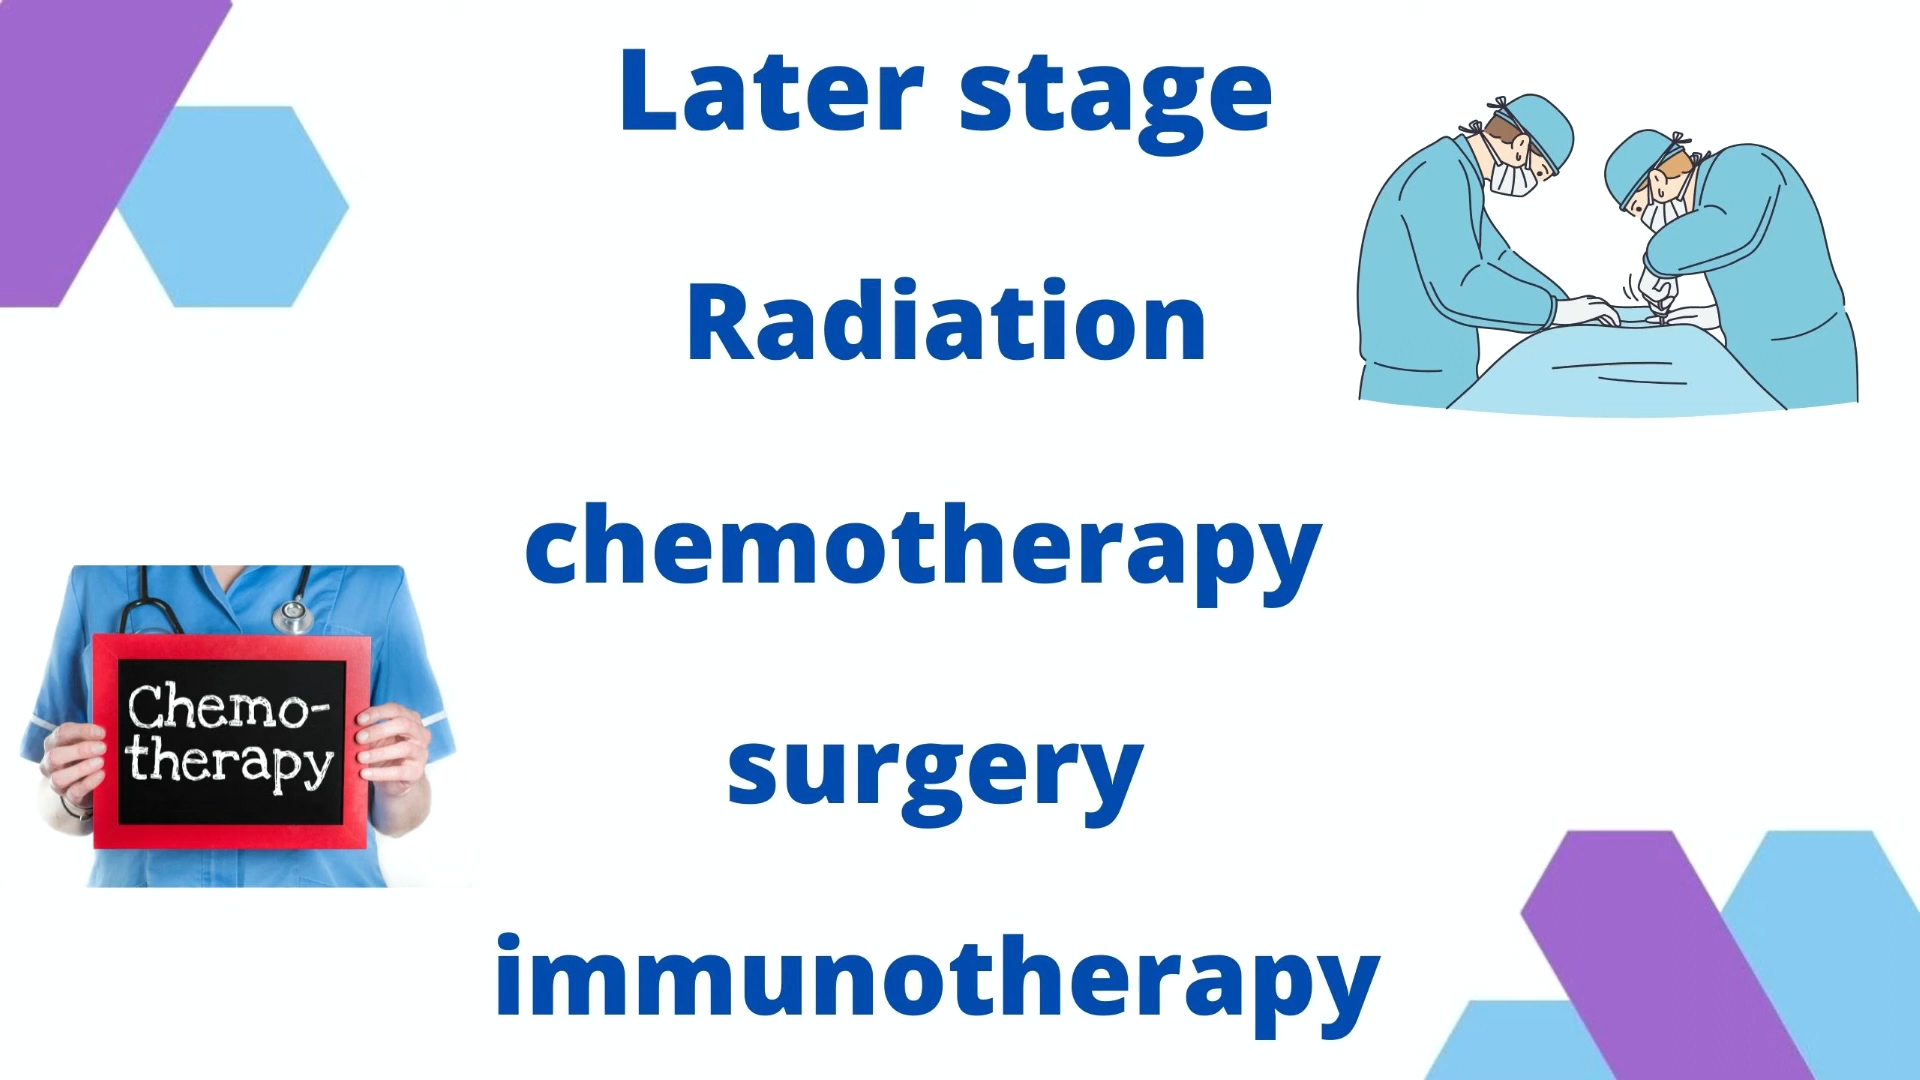 Later stage
Radiation
chemotherapy
Chemo-
therapy
surgery
immunotherapy